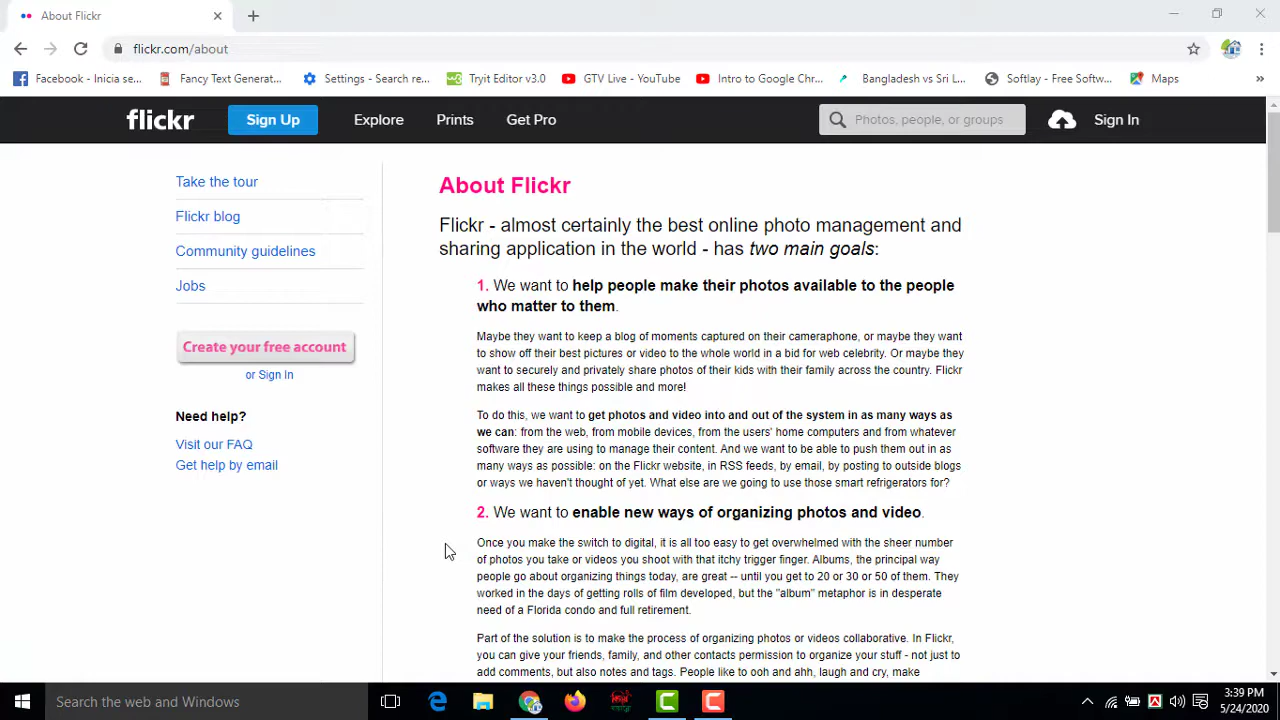 About Flickr
flickr.com/about
Facebook - Inicia se...
Fancy Text Generat...
Settings - Search re...
Tryit Editor v3.0
GTV Live - YouTube
Intro to Google Chr...
Bangladesh vs Sri L...
Softlay - Free Softw...
Maps
flickr
Sign Up
Explore
Prints
Get Pro
Photos, people, or groups
Sign In
Take the tour
Flickr blog
Community guidelines
Jobs
Create your free account
or Sign In
Need help?
Visit our FAQ
Get help by email
About Flickr
Flickr - almost certainly the best online photo management and
sharing application in the world - has two main goals:
1. We want to help people make their photos available to the people
who matter to them.
Maybe they want to keep a blog of moments captured on their cameraphone, or maybe they want
to show off their best pictures or video to the whole world in a bid for web celebrity. Or maybe they
want to securely and privately share photos of their kids with their family across the country. Flickr
makes all these things possible and more!
To do this, we want to get photos and video into and out of the system in as many ways as
we can: from the web, from mobile devices, from the users' home computers and from whatever
software they are using to manage their content. And we want to be able to push them out in as
many ways as possible: on the Flickr website, in RSS feeds, by email, by posting to outside blogs
or ways we haven't thought of yet. What else are we going to use those smart refrigerators for?
2. We want to enable new ways of organizing photos and video.
Once you make the switch to digital, it is all too easy to get overwhelmed with the sheer number
of photos you take or videos you shoot with that itchy trigger finger. Albums, the principal way
people go about organizing things today, are great -- until you get to 20 or 30 or 50 of them. They
worked in the days of getting rolls of film developed, but the "album" metaphor is in desperate
need of a Florida condo and full retirement.
Part of the solution is to make the process of organizing photos or videos collaborative. In Flickr,
you can give your friends, family, and other contacts permission to organize your stuff - not just to
add comments, but also notes and tags. People like to ooh and ahh, laugh and cry, make
Search the web and Windows
3:39 PM
5/24/2020